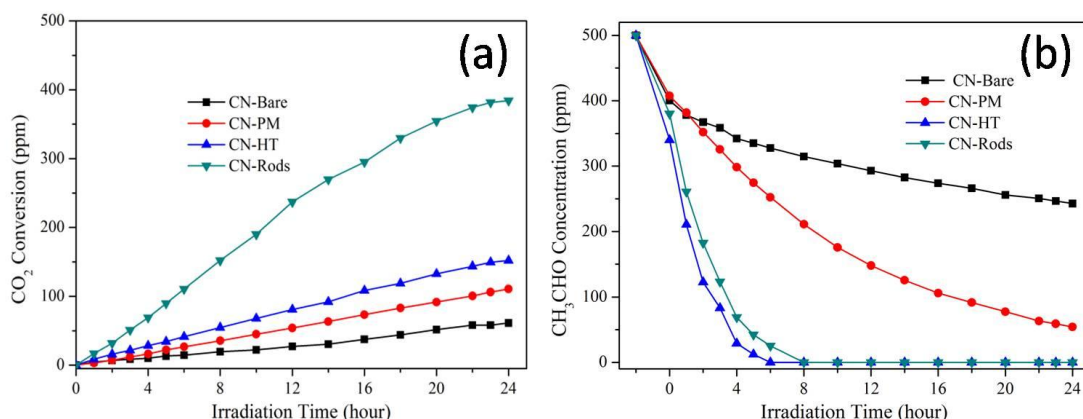 (a)
CO₂ Conversion (ppm)
500
400
300
200
100
0
CN-Bare
CN-PM
CN-HT
CN-Rods
0 4 8 12 16 20 24
Irradiation Time (hour)
(b)
CH₃CHO Concentration (ppm)
500
400
300
200
100
0
CN-Bare
CN-PM
CN-HT
CN-Rods
0 4 8 12 16 20 24
Irradiation Time (hour)